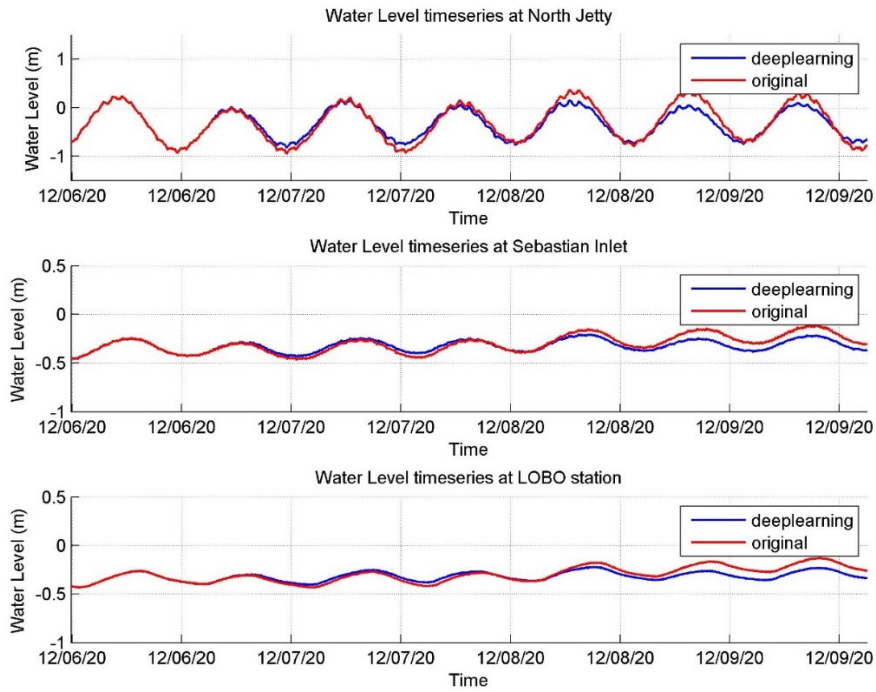 Water Level timeseries at North Jetty
Water Level (m)
1
0
-1
deeplearning
original
12/06/20 12/06/20 12/07/20 12/07/20 12/08/20 12/08/20 12/09/20 12/09/20
Time
Water Level timeseries at Sebastian Inlet
Water Level (m)
0.5
0
-0.5
-1
deeplearning
original
12/06/20 12/06/20 12/07/20 12/07/20 12/08/20 12/08/20 12/09/20 12/09/20
Time
Water Level timeseries at LOBO station
Water Level (m)
0.5
0
-0.5
-1
deeplearning
original
12/06/20 12/06/20 12/07/20 12/07/20 12/08/20 12/08/20 12/09/20 12/09/20
Time